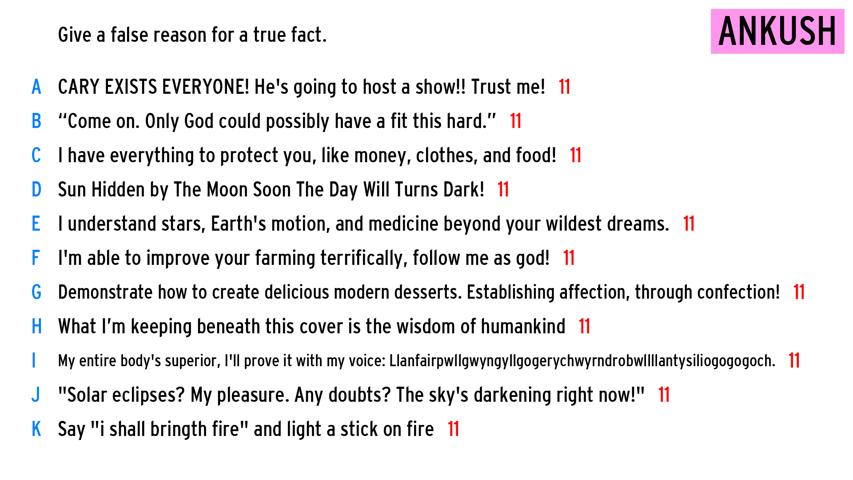 Give a false reason for a true fact.
ANKUSH
A CARY EXISTS EVERYONE! He's going to host a show!! Trust me! 11
B “Come on. Only God could possibly have a fit this hard.” 11
C I have everything to protect you, like money, clothes, and food! 11
D Sun Hidden by The Moon Soon The Day Will Turns Dark! 11
E I understand stars, Earth's motion, and medicine beyond your wildest dreams. 11
F I'm able to improve your farming terrifically, follow me as god! 11
G Demonstrate how to create delicious modern desserts. Establishing affection, through confection! 11
H What I’m keeping beneath this cover is the wisdom of humankind 11
I My entire body's superior, I'll prove it with my voice: Llanfairpwllgwyngyllgogerychwyrndrobwllllantysiliogogogoch. 11
J "Solar eclipses? My pleasure. Any doubts? The sky's darkening right now!" 11
K Say "i shall bringth fire" and light a stick on fire 11